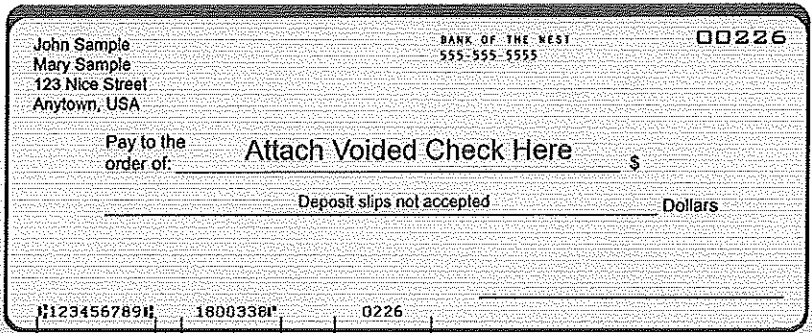 John Sample
Mary Sample
123 Nice Street
Anytown, USA
BANK OF THE WEST
555-555-5555
00226
Pay to the
order of: Attach Voided Check Here $
Deposit slips not accepted Dollars
⑆123456789⑆ 1800338⑈ 0226